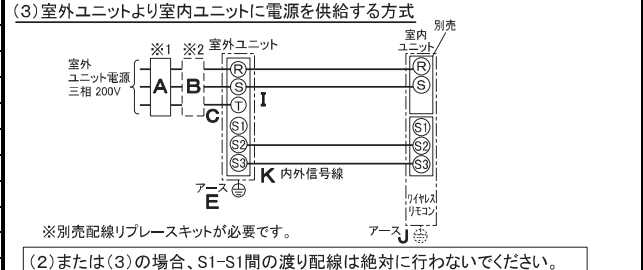 (3)室外ユニットより室内ユニットに電源を供給する方式
別売
※1 ※2 室外ユニット
室内
ユニット
室外
ユニット電源
三相 200V
A
B
C
R
S
T
S1
S2
S3
I
R
S
S1
S2
S3
K 内外信号線
アース
E
ワイヤレス
リモコン
アース J
※別売配線リプレースキットが必要です。
(2)または(3)の場合、S1-S1間の渡り配線は絶対に行わないでください。